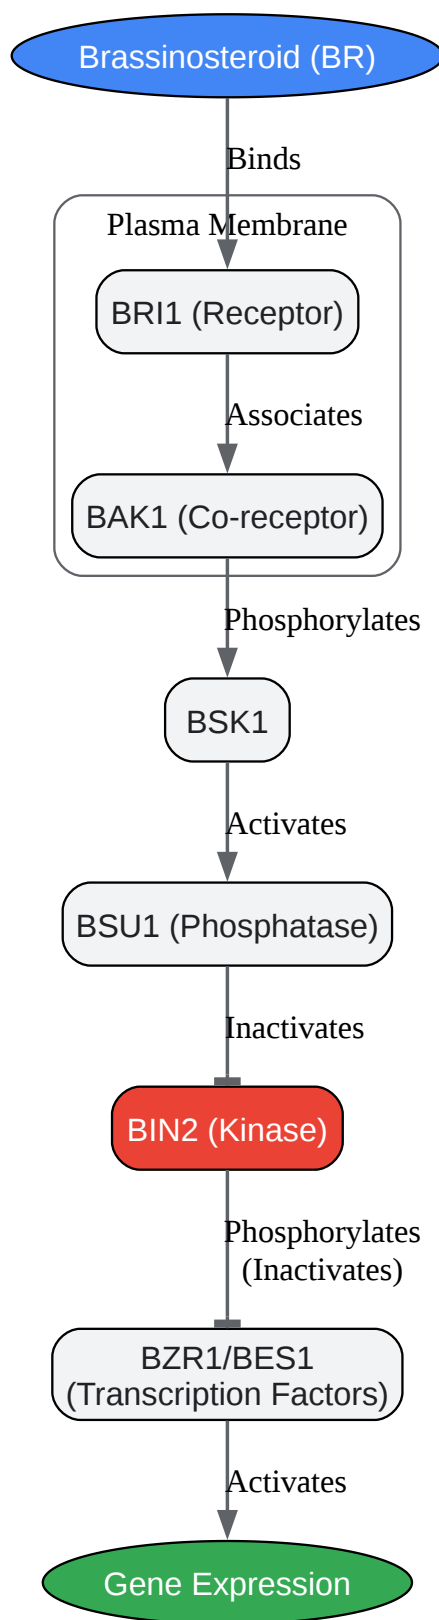 Brassinosteroid (BR)
Binds
Plasma Membrane
BRI1 (Receptor)
Associates
BAK1 (Co-receptor)
Phosphorylates
BSK1
Activates
BSU1 (Phosphatase)
Inactivates
BIN2 (Kinase)
Phosphorylates
(Inactivates)
BZR1/BES1
(Transcription Factors)
Activates
Gene Expression